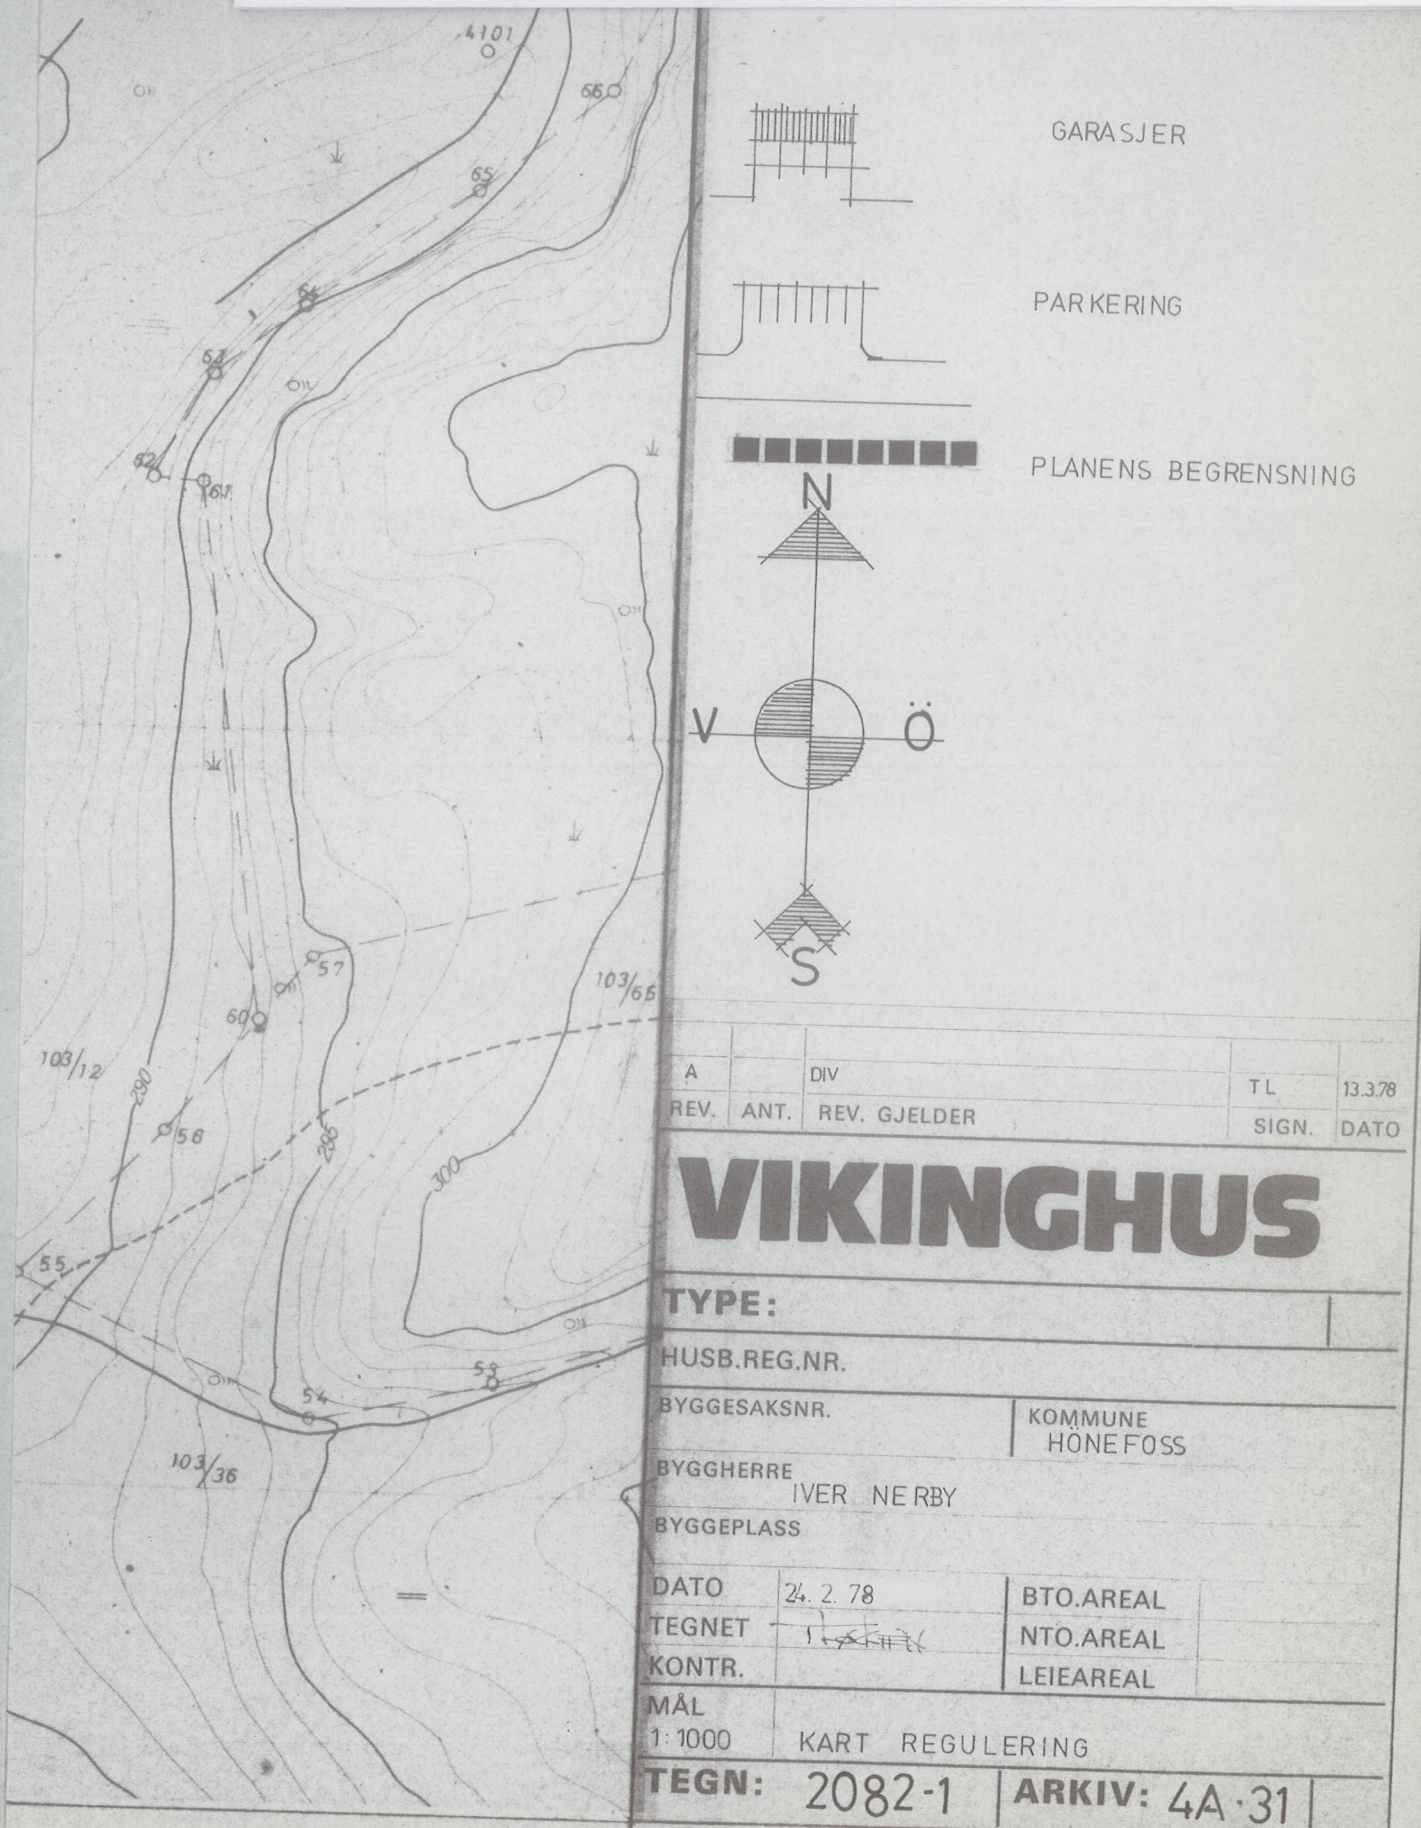 4101
66
65
64
63
62
61
57
60
103/65
103/12
290
56
295
300
55
53
54
103/36
GARASJER
PARKERING
PLANENS BEGRENSNING
N
V Ö
S
A DIV TL 13.3.78
REV. ANT. REV. GJELDER SIGN. DATO
VIKINGHUS
TYPE:
HUSB.REG.NR.
BYGGESAKSNR. KOMMUNE
HÖNEFOSS
BYGGHERRE
IVER NERBY
BYGGEPLASS
DATO 24. 2. 78 BTO.AREAL
TEGNET NTO.AREAL
KONTR. LEIEAREAL
MÅL
1:1000 KART REGULERING
TEGN: 2082-1 ARKIV: 4A·31